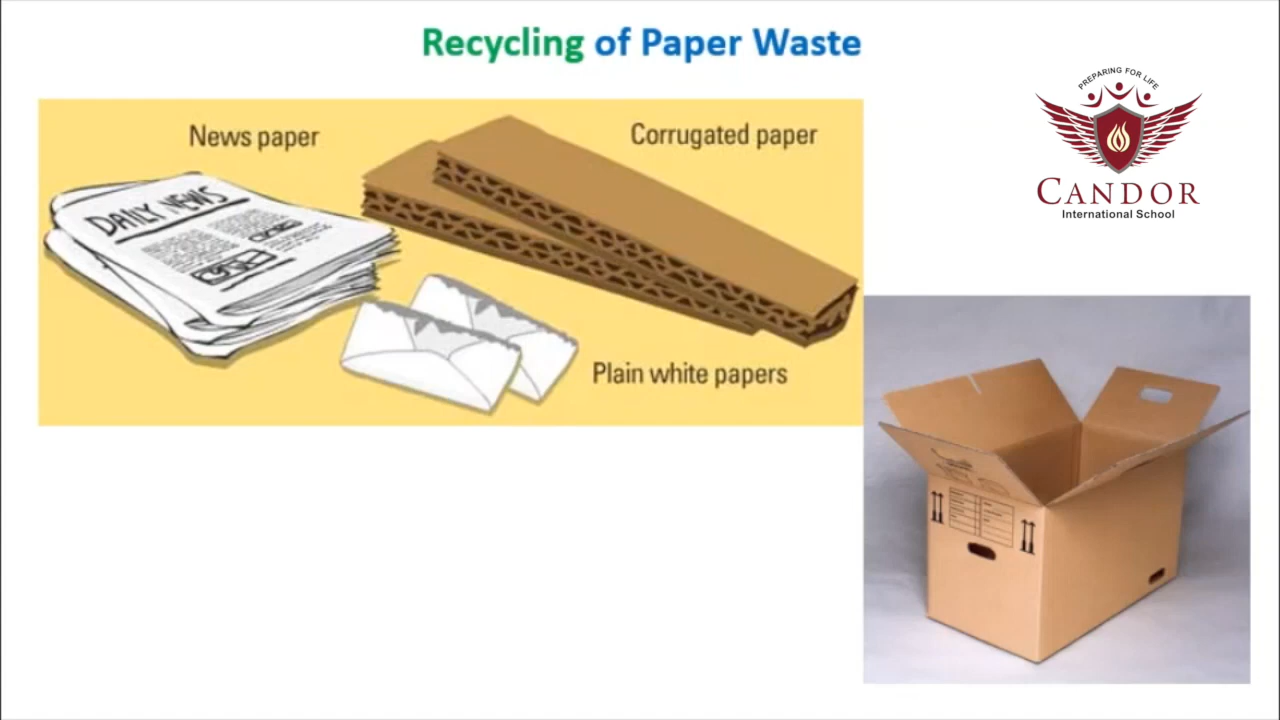 Recycling of Paper Waste
PREPARING FOR LIFE
CANDOR
International School
News paper
Corrugated paper
DAILY NEWS
Plain white papers